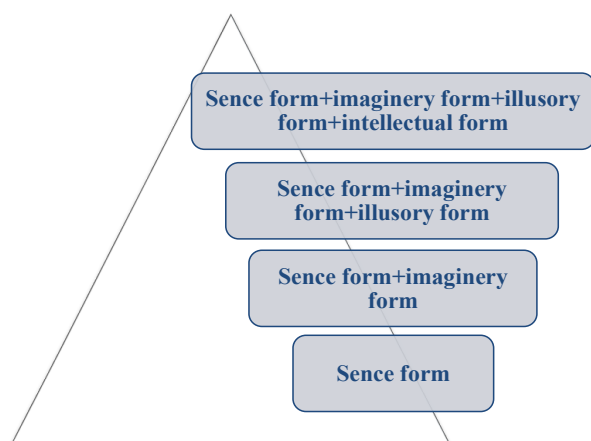 Sence form+imaginery form+illusory
form+intellectual form
Sence form+imaginery
form+illusory form
Sence form+imaginery
form
Sence form